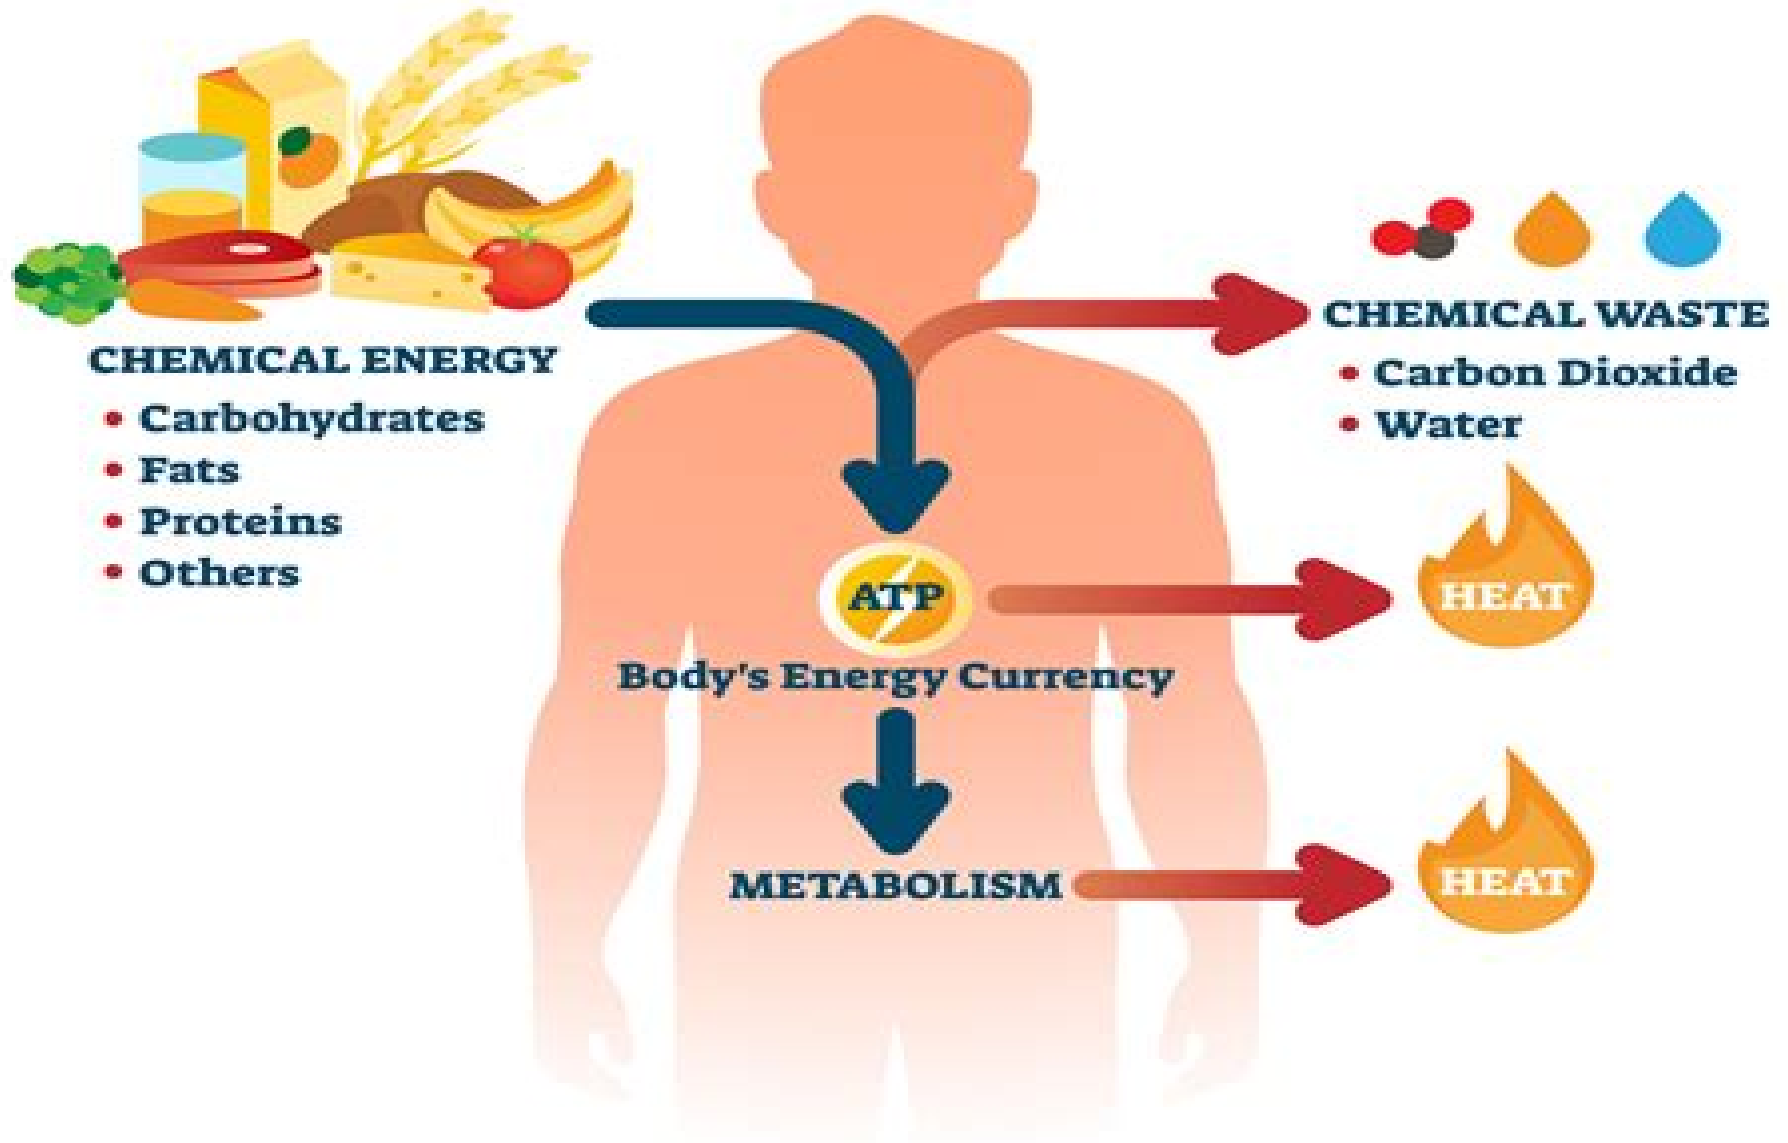 CHEMICAL ENERGY
• Carbohydrates
• Fats
• Proteins
• Others
CHEMICAL WASTE
• Carbon Dioxide
• Water
ATP
Body's Energy Currency
HEAT
METABOLISM
HEAT